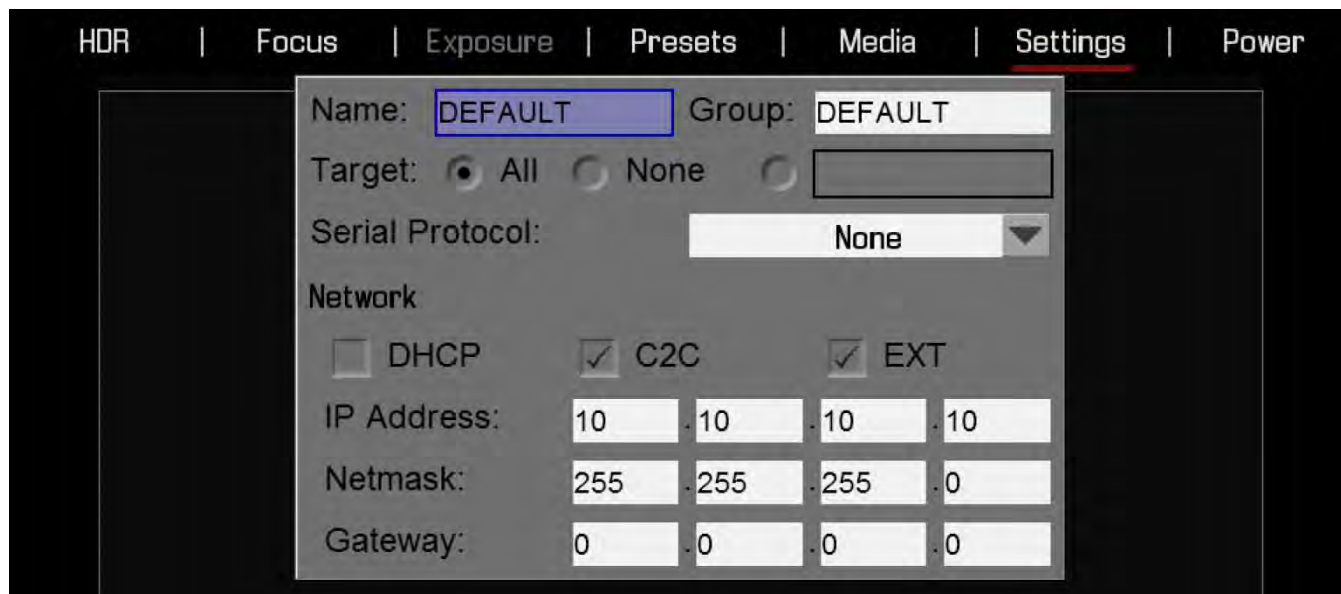 HDR | Focus | Exposure | Presets | Media | Settings | Power
Name: DEFAULT Group: DEFAULT
Target: All None
Serial Protocol: None
Network
DHCP C2C EXT
IP Address: 10 . 10 . 10 . 10
Netmask: 255 . 255 . 255 . 0
Gateway: 0 . 0 . 0 . 0